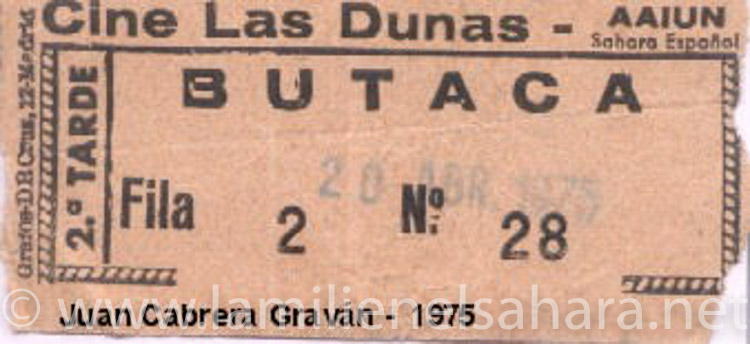 Cine Las Dunas - AAIUN
Sahara Español
BUTACA
2.ª TARDE
20 ABR. 1975
Fila 2 Nº 28
© www.lamilienelsahara.net
Juan Cabrera Graván - 1975